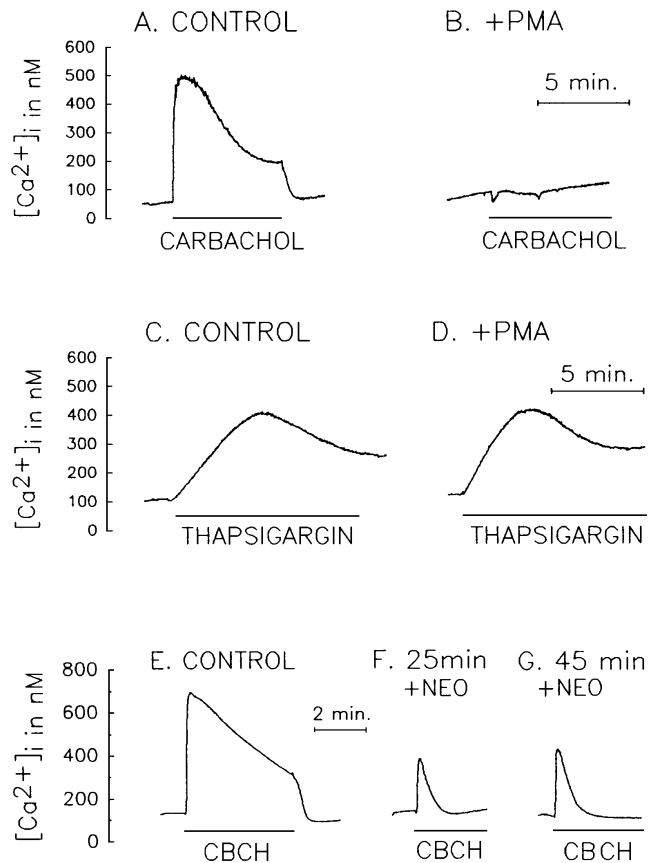 A. CONTROL
B. +PMA
[Ca2+]i in nM
600
500
400
300
200
100
0
5 min.
CARBACHOL
CARBACHOL
C. CONTROL
D. +PMA
[Ca2+]i in nM
600
500
400
300
200
100
0
5 min.
THAPSIGARGIN
THAPSIGARGIN
E. CONTROL
F. 25min
+NEO
G. 45 min
+NEO
[Ca2+]i in nM
800
600
400
200
0
2 min.
CBCH
CBCH
CBCH